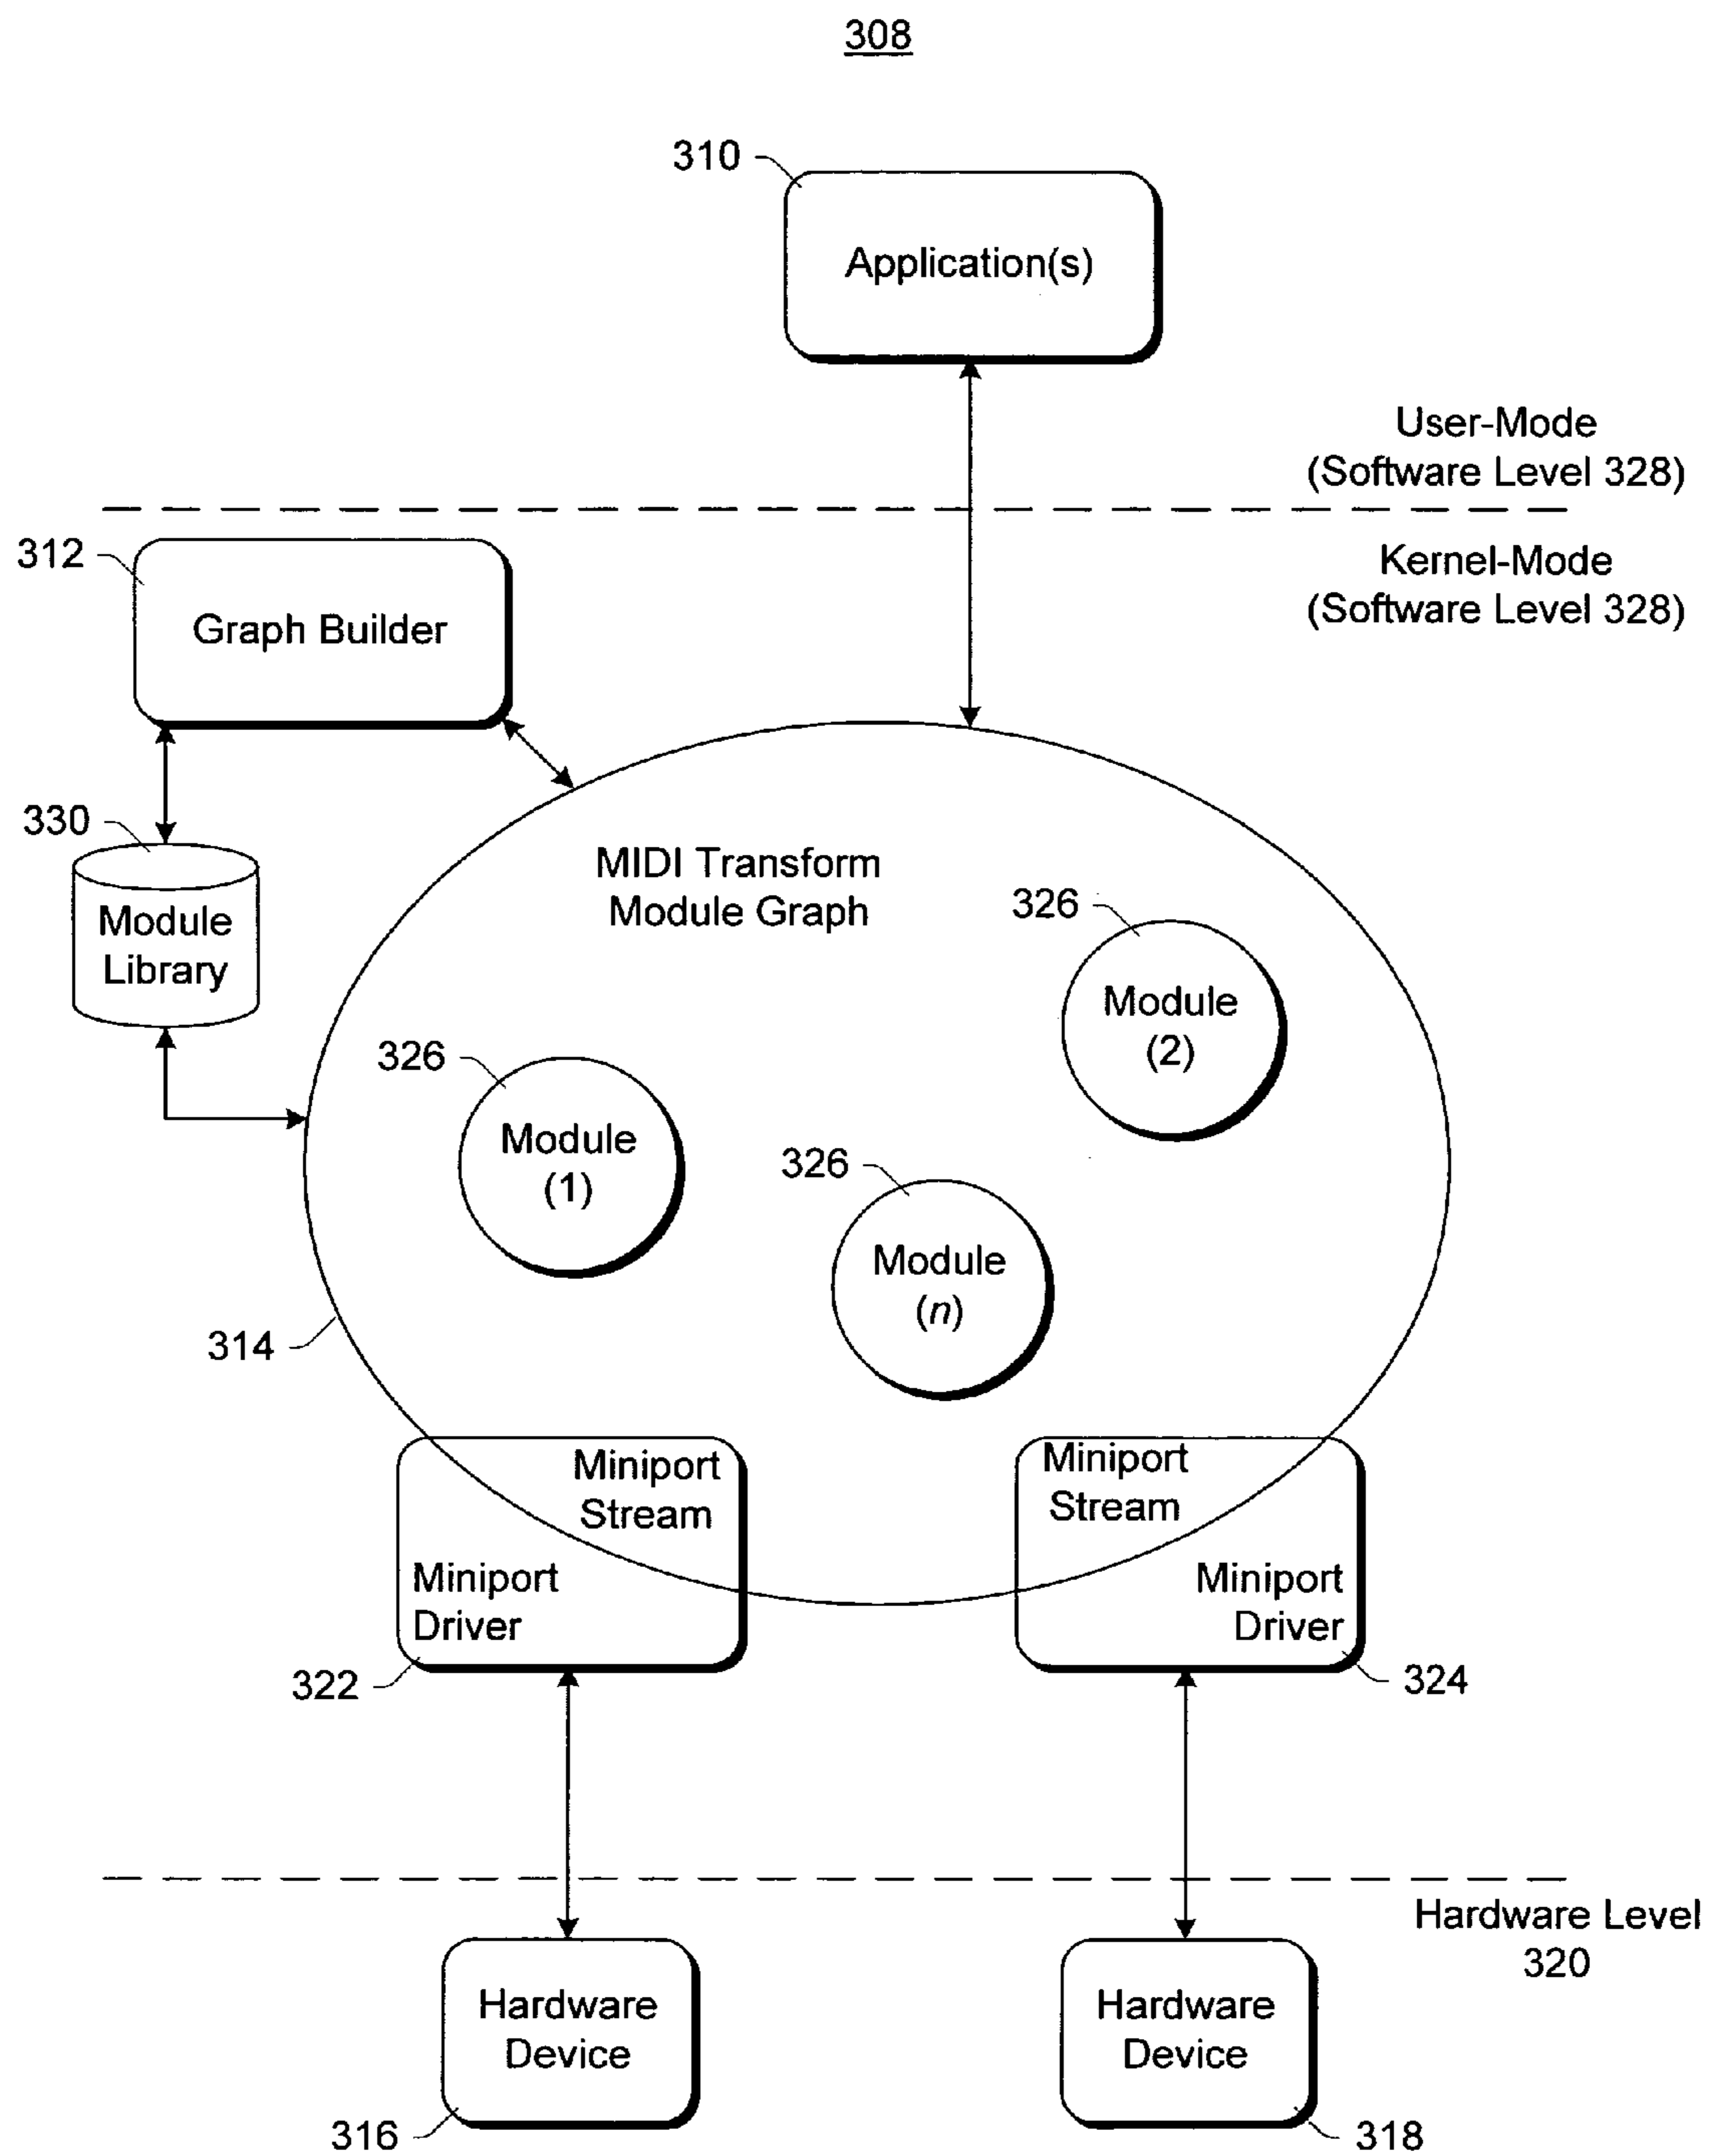 308
310
Application(s)
User-Mode
(Software Level 328)
312
Kernel-Mode
(Software Level 328)
Graph Builder
330
MIDI Transform
Module Graph
Module
Library
326
Module
(2)
326
Module
(1)
326
Module
(n)
314
Miniport
Stream
Miniport
Driver
322
Miniport
Stream
Miniport
Driver
324
Hardware Level
320
Hardware
Device
316
Hardware
Device
318